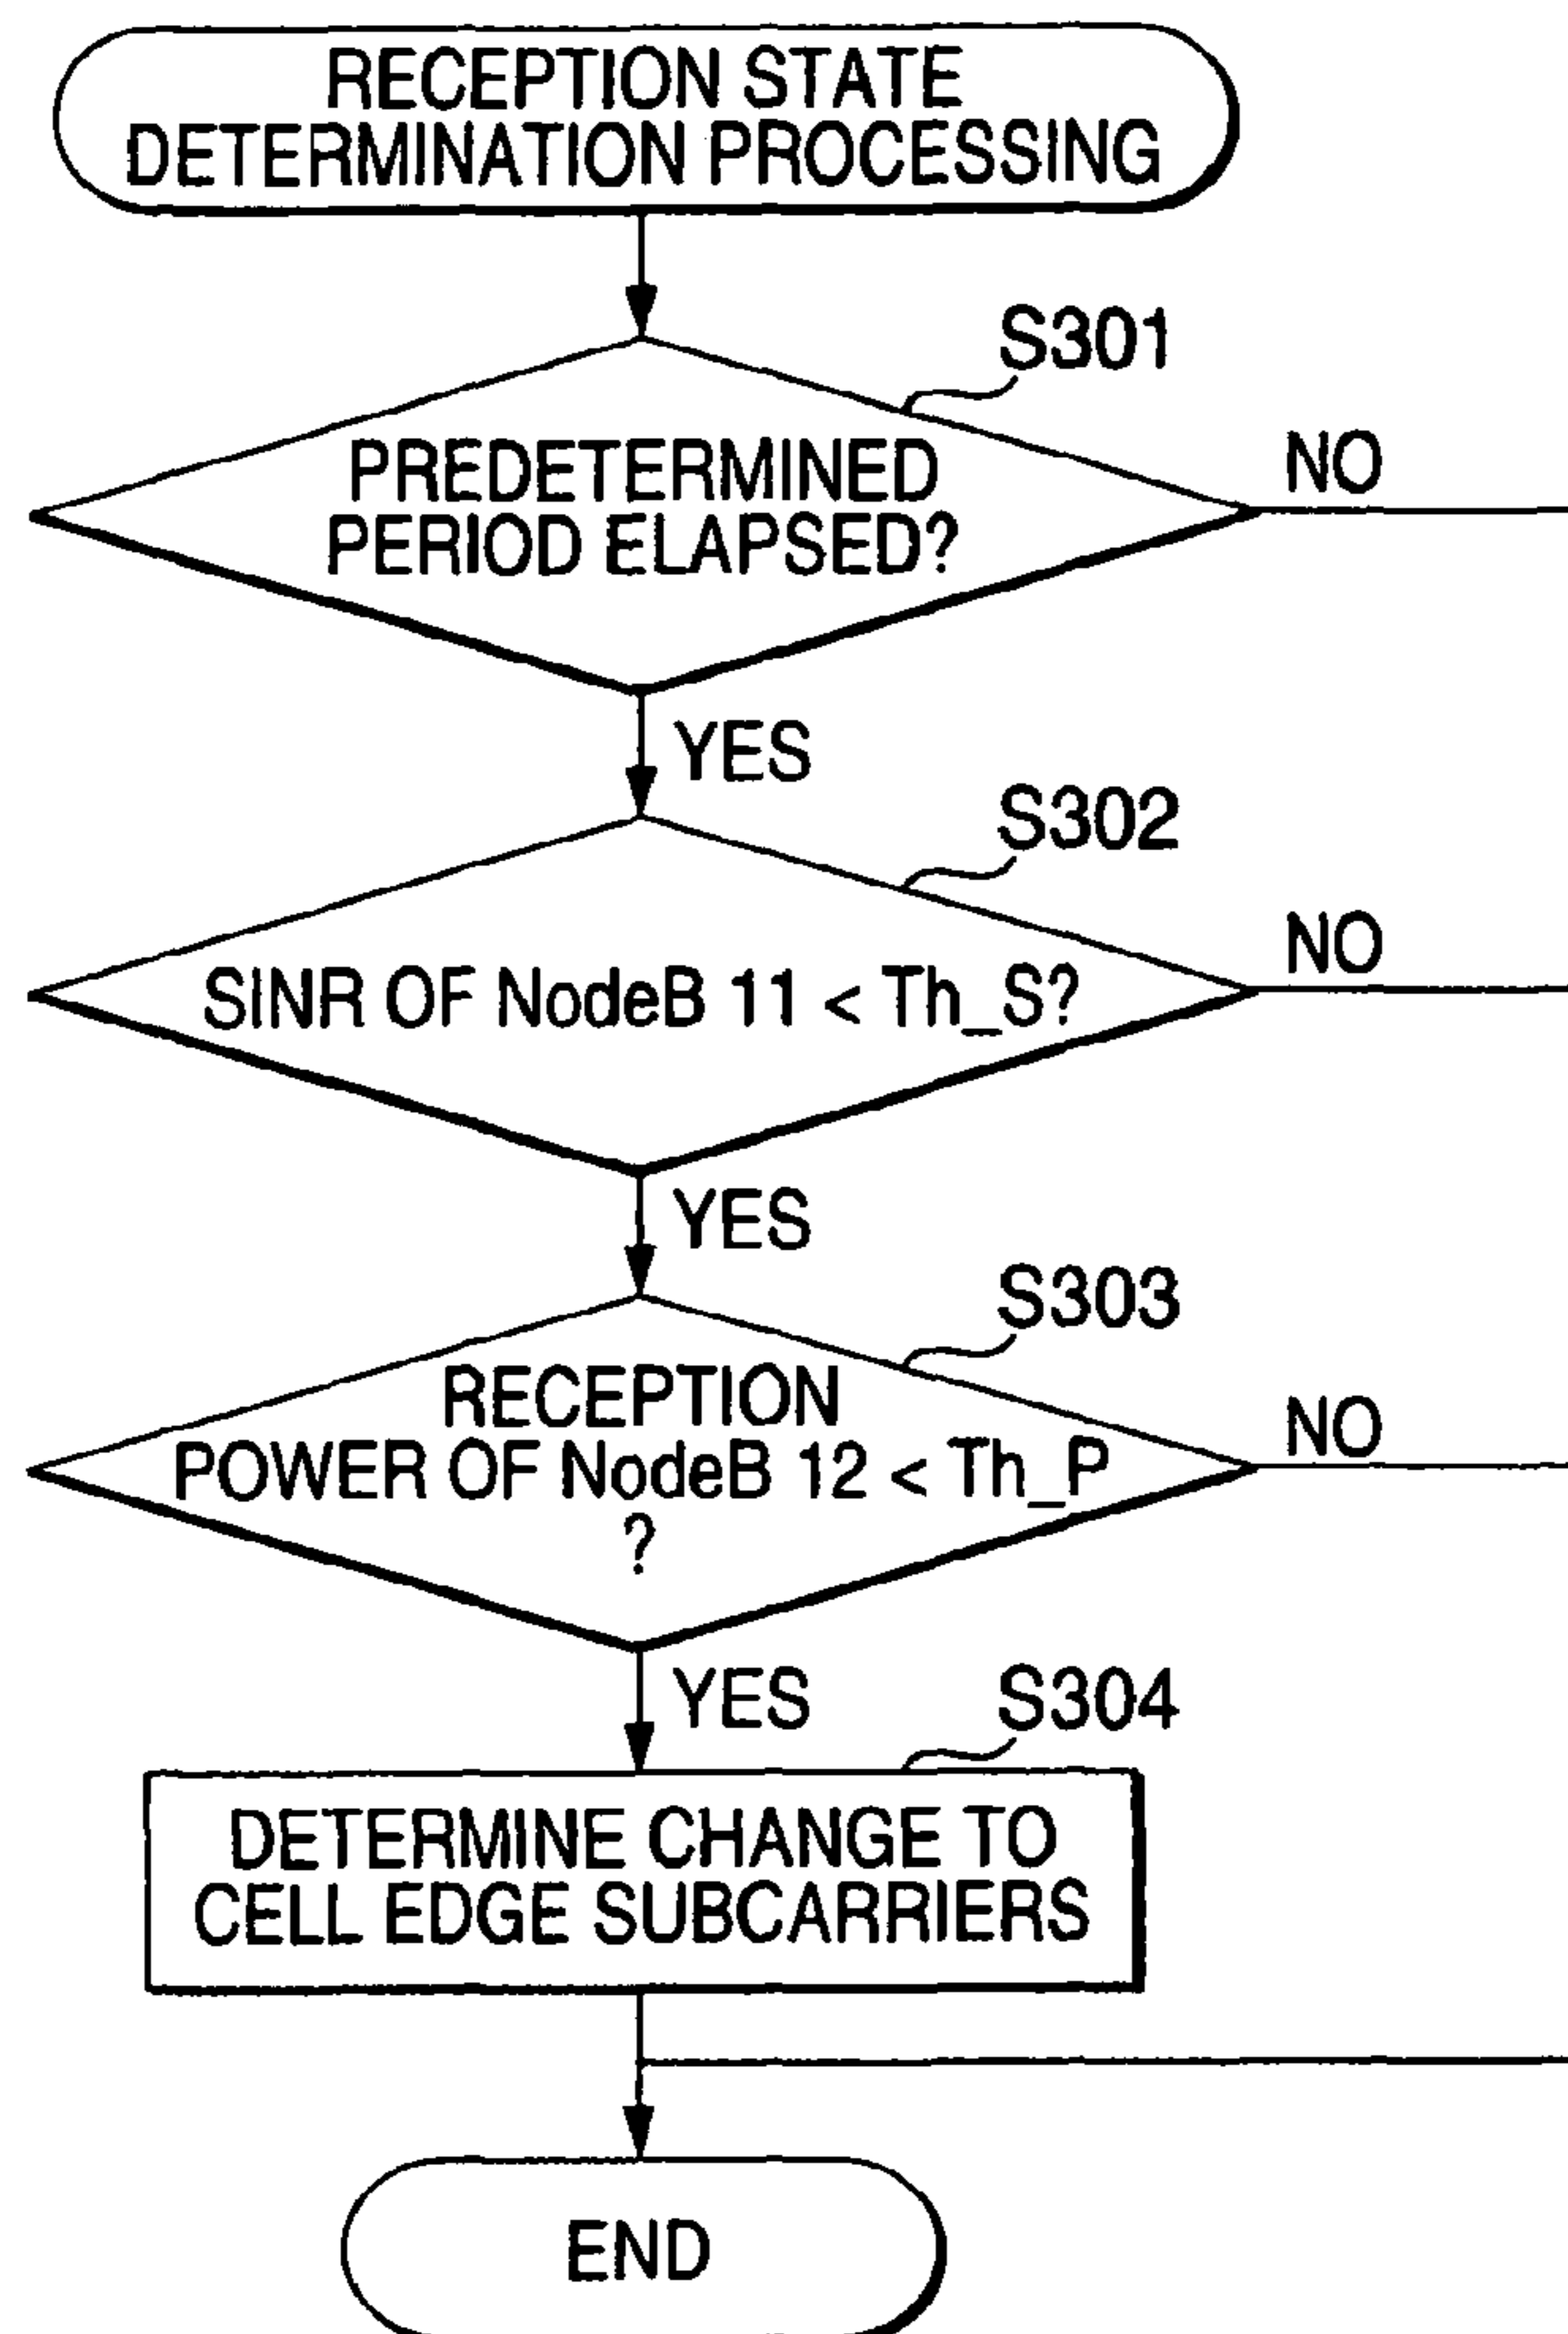 RECEPTION STATE
DETERMINATION PROCESSING
S301
PREDETERMINED
PERIOD ELAPSED?
NO
YES
S302
SINR OF NodeB 11 < Th_S?
NO
YES
S303
RECEPTION
POWER OF NodeB 12 < Th_P
?
NO
YES
S304
DETERMINE CHANGE TO
CELL EDGE SUBCARRIERS
END